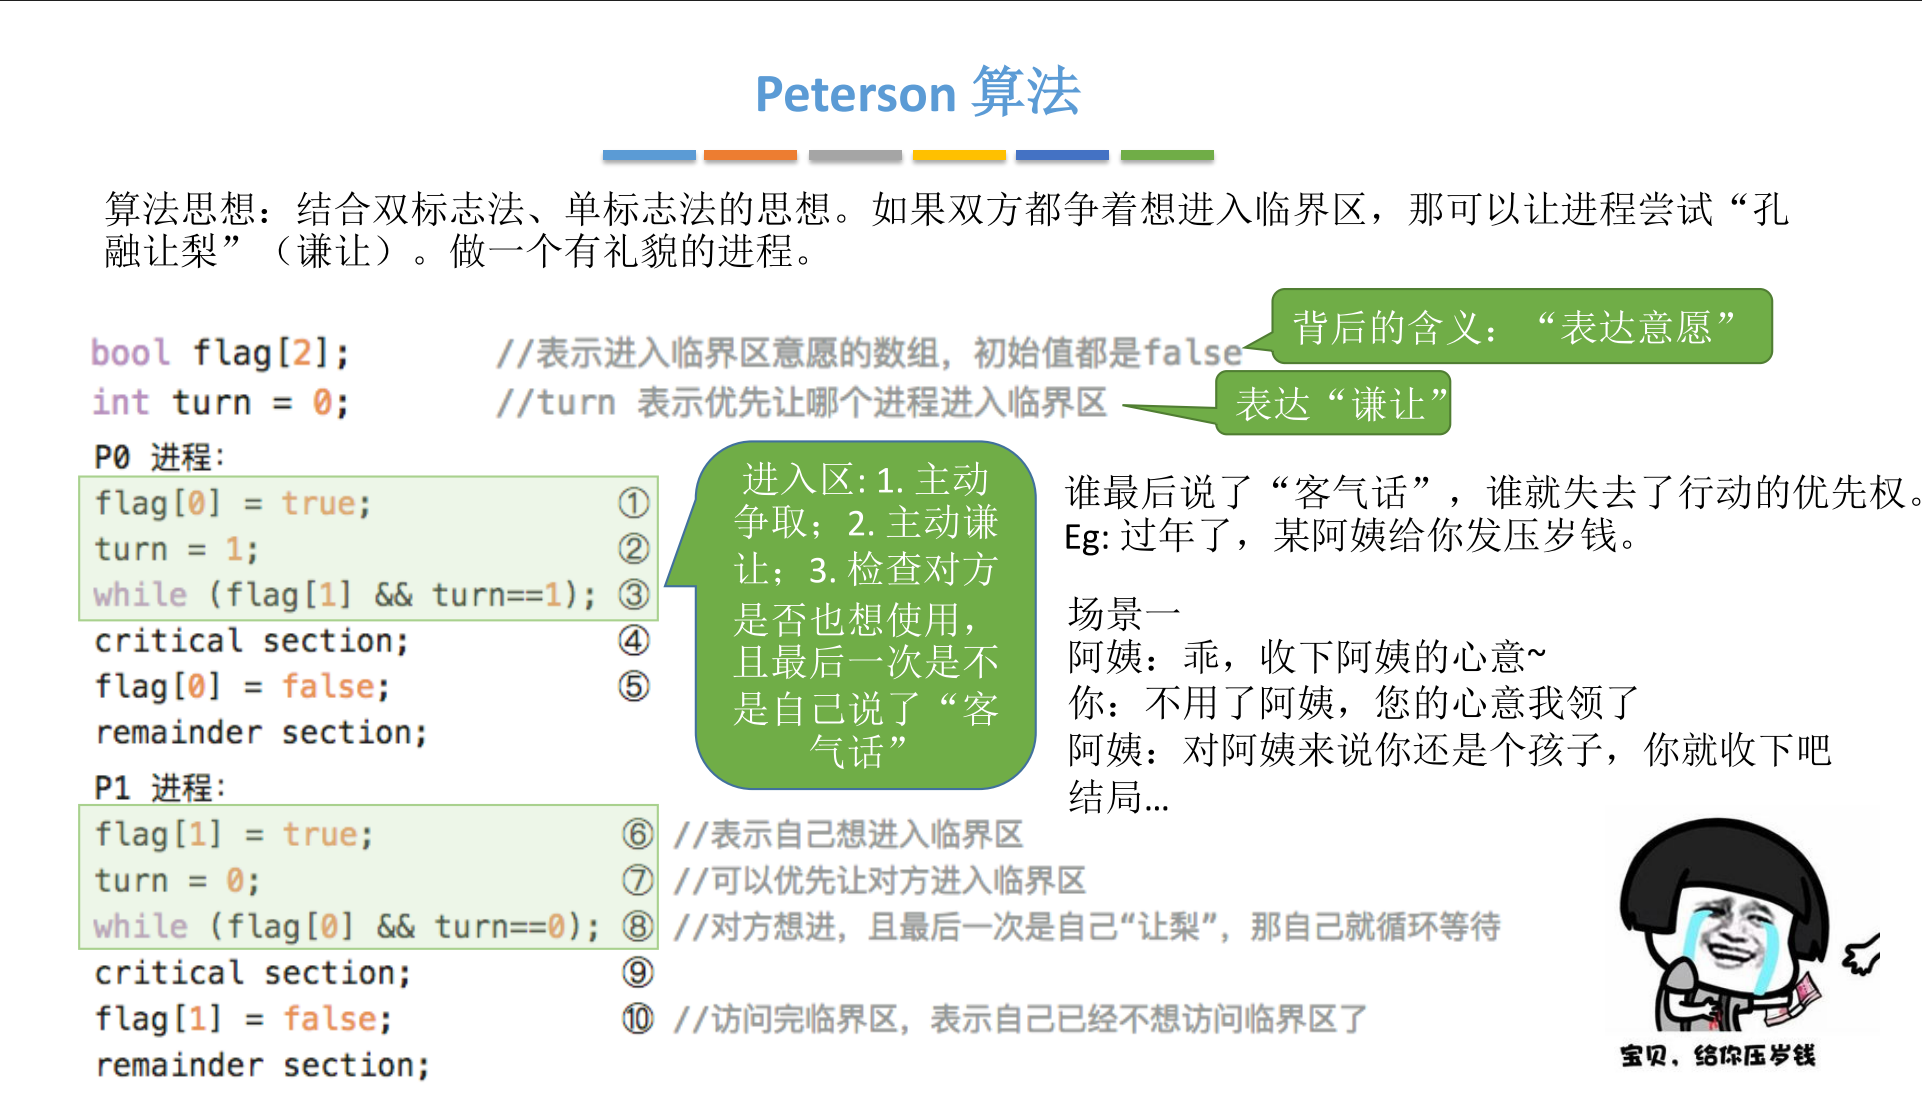 Peterson 算法
算法思想：结合双标志法、单标志法的思想。如果双方都争着想进入临界区，那可以让进程尝试“孔
融让梨”（谦让）。做一个有礼貌的进程。
bool flag[2]; //表示进入临界区意愿的数组，初始值都是false
背后的含义：“表达意愿”
int turn = 0; //turn 表示优先让哪个进程进入临界区
表达“谦让”
P0 进程：
flag[0] = true; ①
turn = 1; ②
while (flag[1] && turn==1); ③
critical section; ④
flag[0] = false; ⑤
remainder section;
进入区: 1. 主动
争取；2. 主动谦
让；3. 检查对方
是否也想使用，
且最后一次是不
是自己说了“客
气话”
谁最后说了“客气话”，谁就失去了行动的优先权。
Eg: 过年了，某阿姨给你发压岁钱。
场景一
阿姨：乖，收下阿姨的心意~
你：不用了阿姨，您的心意我领了
阿姨：对阿姨来说你还是个孩子，你就收下吧
结局...
P1 进程：
flag[1] = true; ⑥ //表示自己想进入临界区
turn = 0; ⑦ //可以优先让对方进入临界区
while (flag[0] && turn==0); ⑧ //对方想进，且最后一次是自己“让梨”，那自己就循环等待
critical section; ⑨
flag[1] = false; ⑩ //访问完临界区，表示自己已经不想访问临界区了
remainder section;
宝贝，给你压岁钱